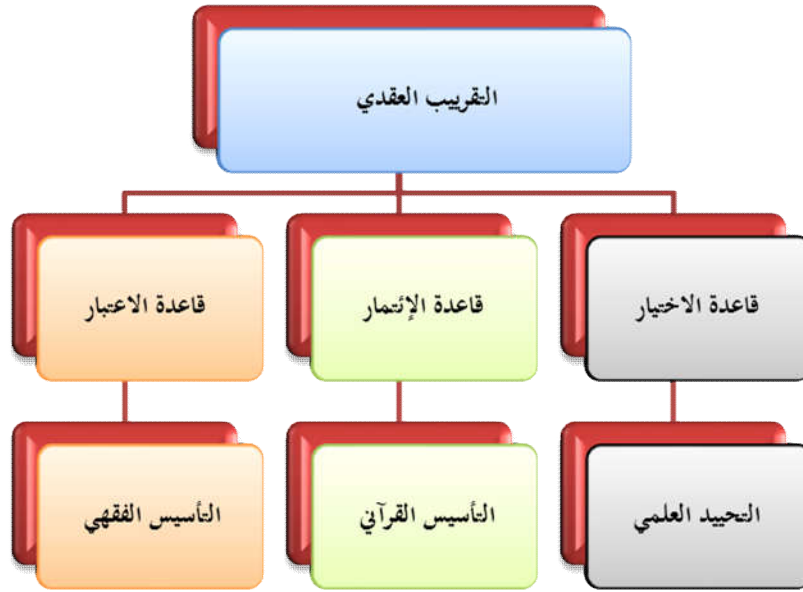 التقريب العقدي
قاعدة الاختيار
قاعدة الإئتمار
قاعدة الاعتبار
التحييد العلمي
التأسيس القرآني
التأسيس الفقهي